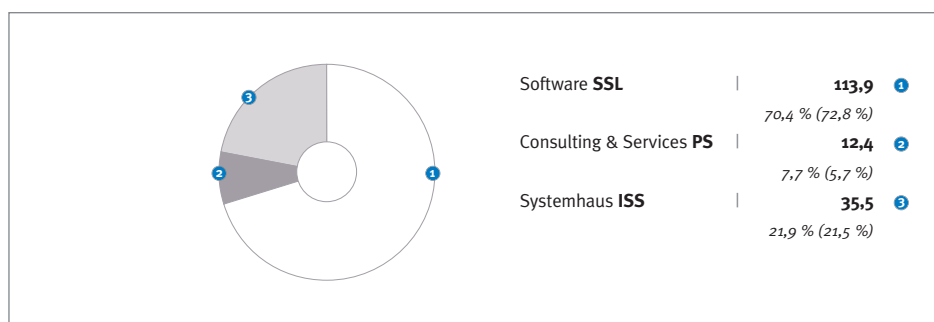 Software SSL | 113,9 1
70,4 % (72,8 %)
Consulting & Services PS | 12,4 2
7,7 % (5,7 %)
Systemhaus ISS | 35,5 3
21,9 % (21,5 %)
3
2
1